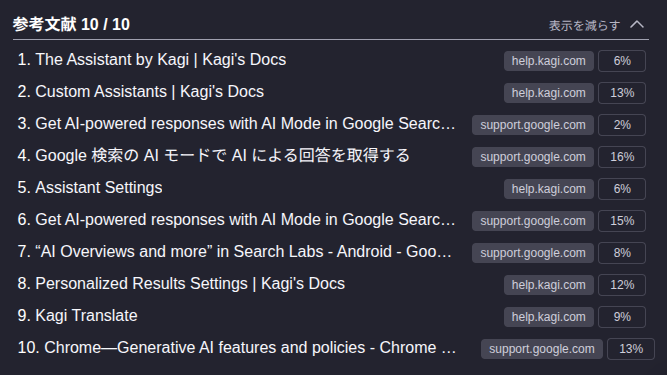 参考文献 10 / 10 表示を減らす
1. The Assistant by Kagi | Kagi's Docs help.kagi.com 6%
2. Custom Assistants | Kagi's Docs help.kagi.com 13%
3. Get AI-powered responses with AI Mode in Google Searc… support.google.com 2%
4. Google 検索の AI モードで AI による回答を取得する support.google.com 16%
5. Assistant Settings help.kagi.com 6%
6. Get AI-powered responses with AI Mode in Google Searc… support.google.com 15%
7. “AI Overviews and more” in Search Labs - Android - Goo… support.google.com 8%
8. Personalized Results Settings | Kagi's Docs help.kagi.com 12%
9. Kagi Translate help.kagi.com 9%
10. Chrome—Generative AI features and policies - Chrome … support.google.com 13%